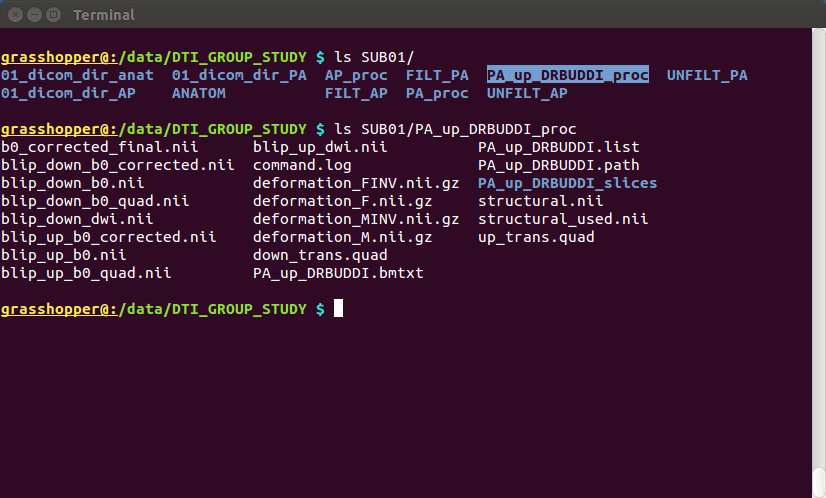 Terminal
grasshopper@:/data/DTI_GROUP_STUDY $ ls SUB01/
01_dicom_dir_anat  01_dicom_dir_PA  AP_proc  FILT_PA  PA_up_DRBUDDI_proc  UNFILT_PA
01_dicom_dir_AP    ANATOM           FILT_AP  PA_proc  UNFILT_AP
grasshopper@:/data/DTI_GROUP_STUDY $ ls SUB01/PA_up_DRBUDDI_proc
b0_corrected_final.nii      blip_up_dwi.nii          PA_up_DRBUDDI.list
blip_down_b0_corrected.nii  command.log              PA_up_DRBUDDI.path
blip_down_b0.nii            deformation_FINV.nii.gz  PA_up_DRBUDDI_slices
blip_down_b0_quad.nii       deformation_F.nii.gz     structural.nii
blip_down_dwi.nii           deformation_MINV.nii.gz  structural_used.nii
blip_up_b0_corrected.nii    deformation_M.nii.gz     up_trans.quad
blip_up_b0.nii              down_trans.quad
blip_up_b0_quad.nii         PA_up_DRBUDDI.bmtxt
grasshopper@:/data/DTI_GROUP_STUDY $